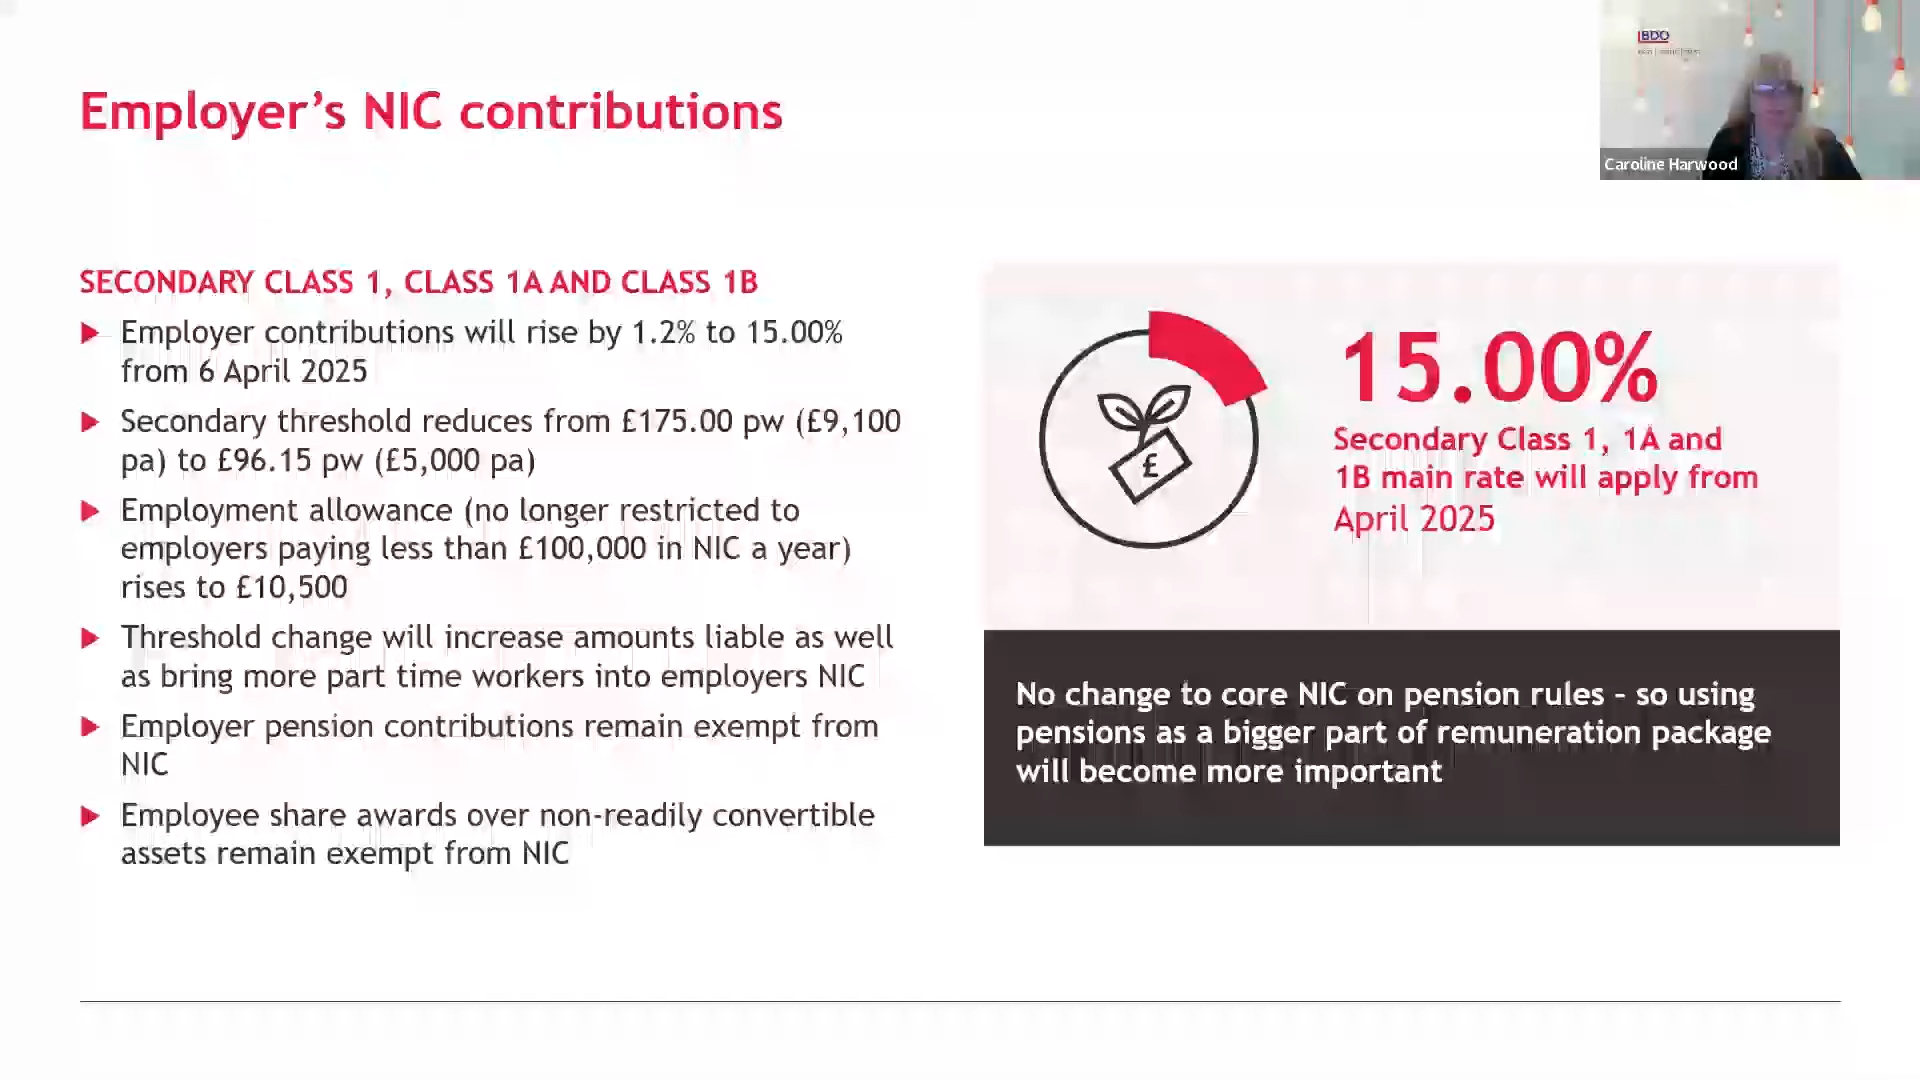 Employer’s NIC contributions
BDO
Caroline Harwood
SECONDARY CLASS 1, CLASS 1A AND CLASS 1B
Employer contributions will rise by 1.2% to 15.00%
from 6 April 2025
Secondary threshold reduces from £175.00 pw (£9,100
pa) to £96.15 pw (£5,000 pa)
Employment allowance (no longer restricted to
employers paying less than £100,000 in NIC a year)
rises to £10,500
Threshold change will increase amounts liable as well
as bring more part time workers into employers NIC
Employer pension contributions remain exempt from
NIC
Employee share awards over non-readily convertible
assets remain exempt from NIC
£
15.00%
Secondary Class 1, 1A and
1B main rate will apply from
April 2025
No change to core NIC on pension rules – so using
pensions as a bigger part of remuneration package
will become more important